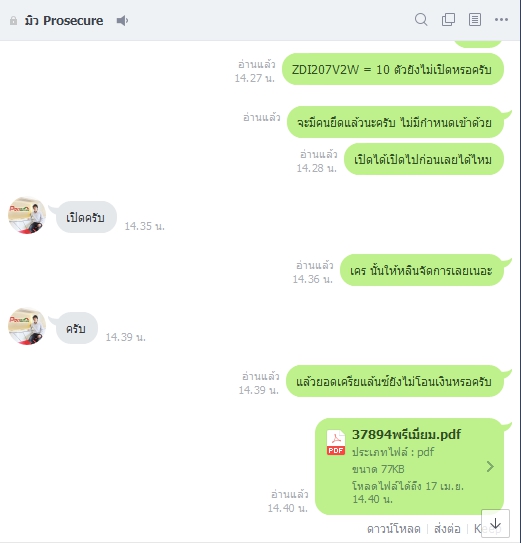 มิว Prosecure
อ่านแล้ว
14.27 น.
ZDI207V2W = 10 ตัวยังไม่เปิดหรอครับ
อ่านแล้ว
จะมีคนยึดแล้วนะครับ ไม่มีกำหนดเข้าด้วย
อ่านแล้ว
14.28 น.
เปิดได้เปิดไปก่อนเลยได้ไหม
เปิดครับ
14.35 น.
อ่านแล้ว
14.36 น.
เคร นั้นให้หลินจัดการเลยเนอะ
ครับ
14.39 น.
อ่านแล้ว
14.39 น.
แล้วยอดเครียแล้นซ์ยังไม่โอนเงินหรอครับ
37894พรีเมี่ยม.pdf
ประเภทไฟล์ : pdf
ขนาด 77KB
โหลดไฟล์ได้ถึง 17 เม.ย.
14.40 น.
อ่านแล้ว
14.40 น.
ดาวน์โหลด | ส่งต่อ | Keep